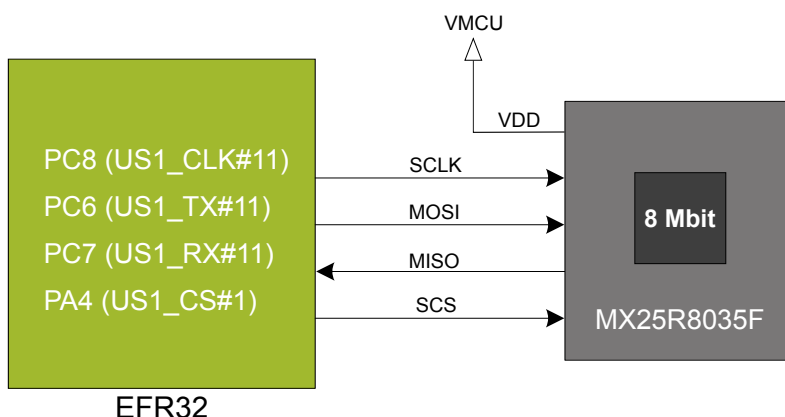 VMCU
VDD
PC8 (US1_CLK#11)
SCLK
PC6 (US1_TX#11)
MOSI
8 Mbit
PC7 (US1_RX#11)
MISO
PA4 (US1_CS#1)
SCS
MX25R8035F
EFR32